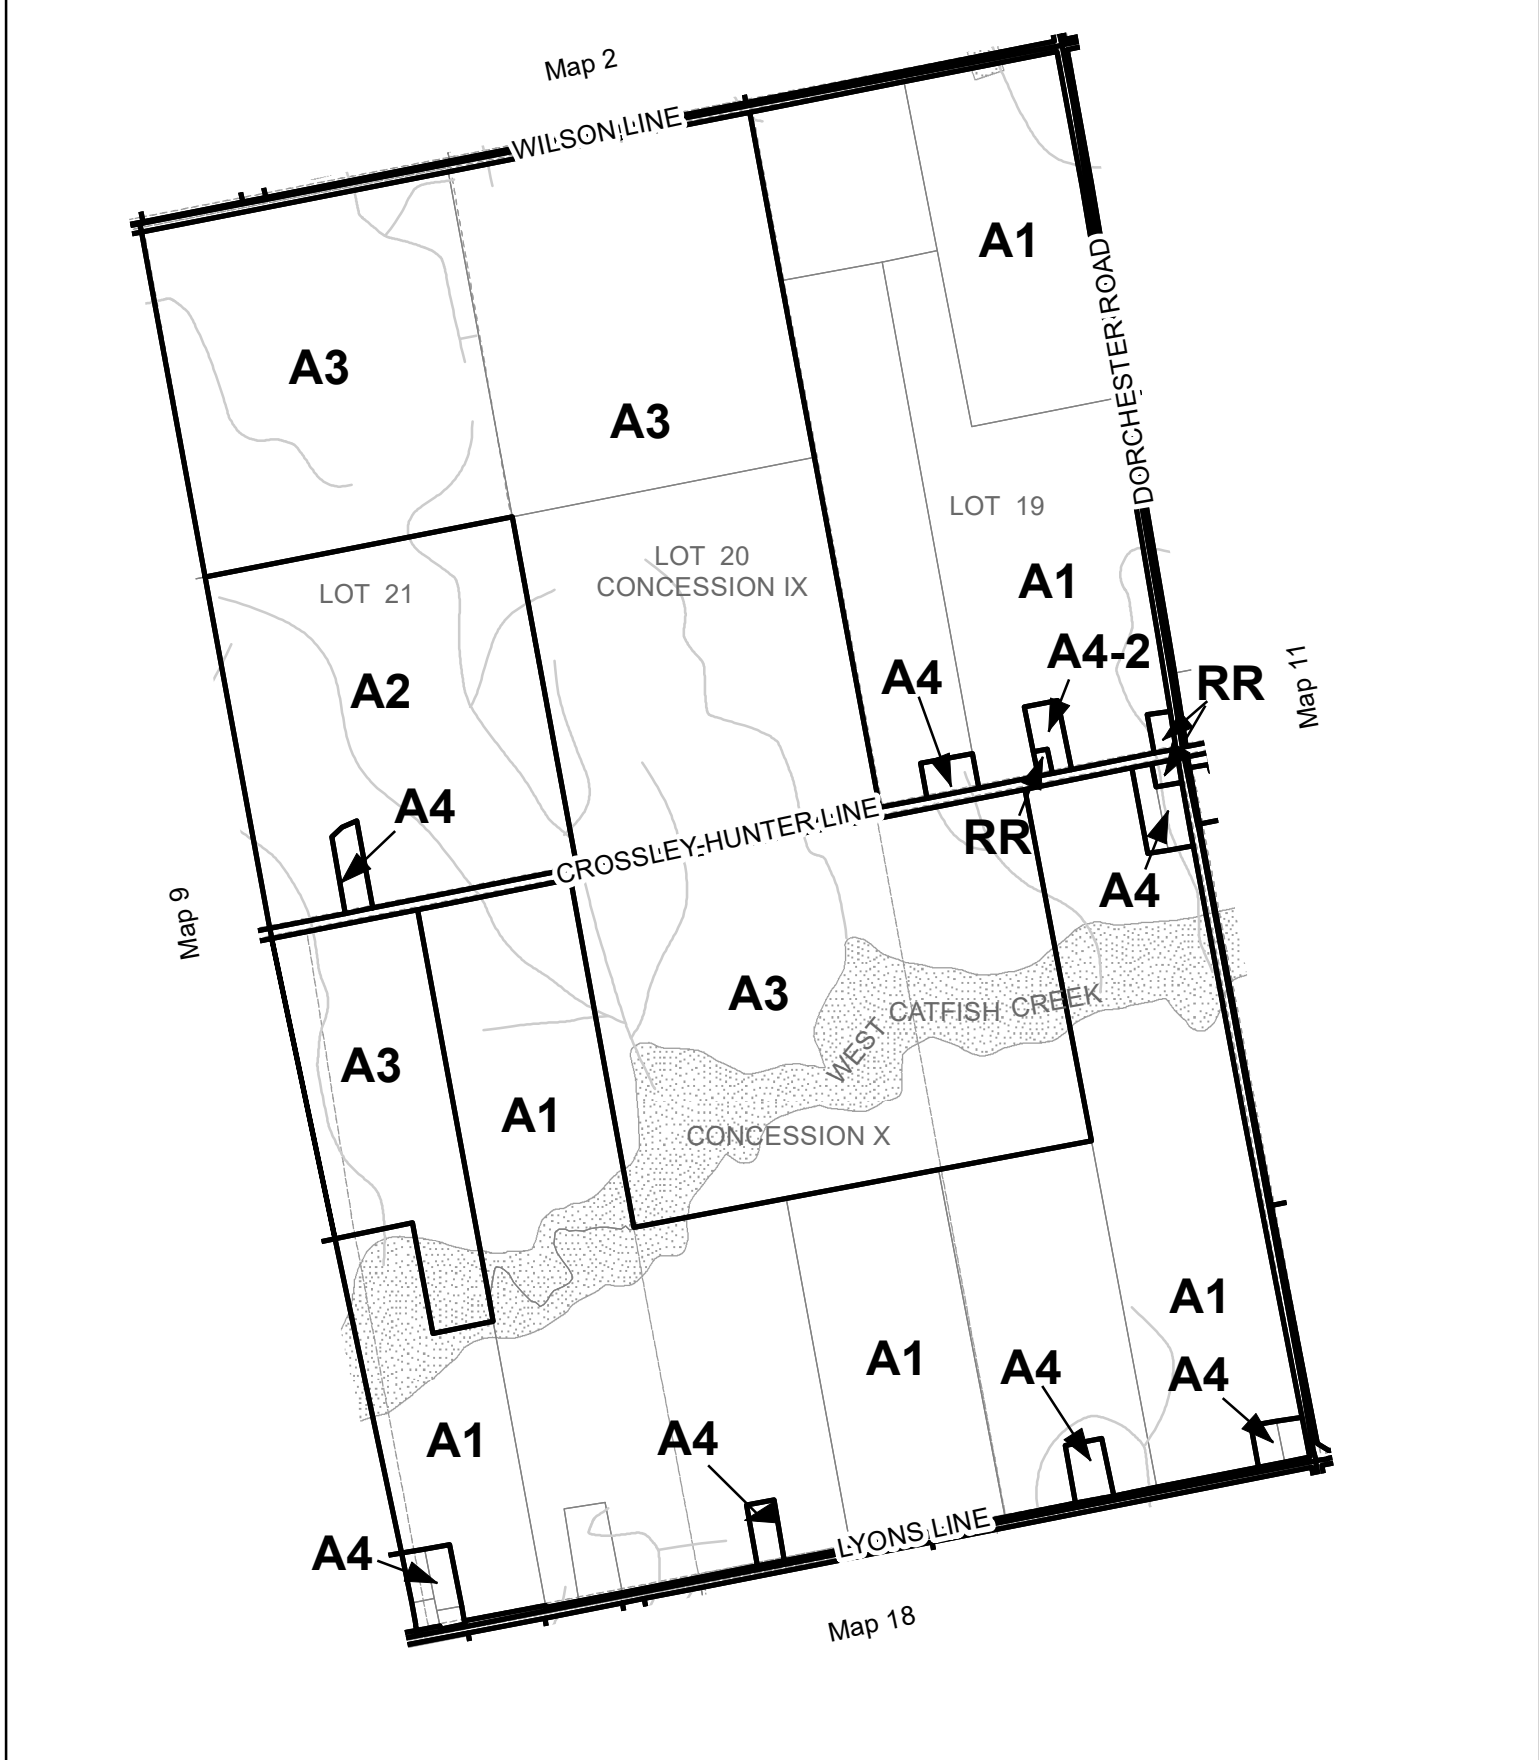 Map 2
WILSON LINE
A1
DORCHESTER ROAD
A3
A3
LOT 19
LOT 20
CONCESSION IX
LOT 21
A1
A4-2
A4
RR
Map 11
A2
A4
CROSSLEY-HUNTER LINE
RR
A4
Map 9
A3
WEST CATFISH CREEK
A3
A1
CONCESSION X
A1
A1
A4
A4
A1
A4
LYONS LINE
A4
Map 18